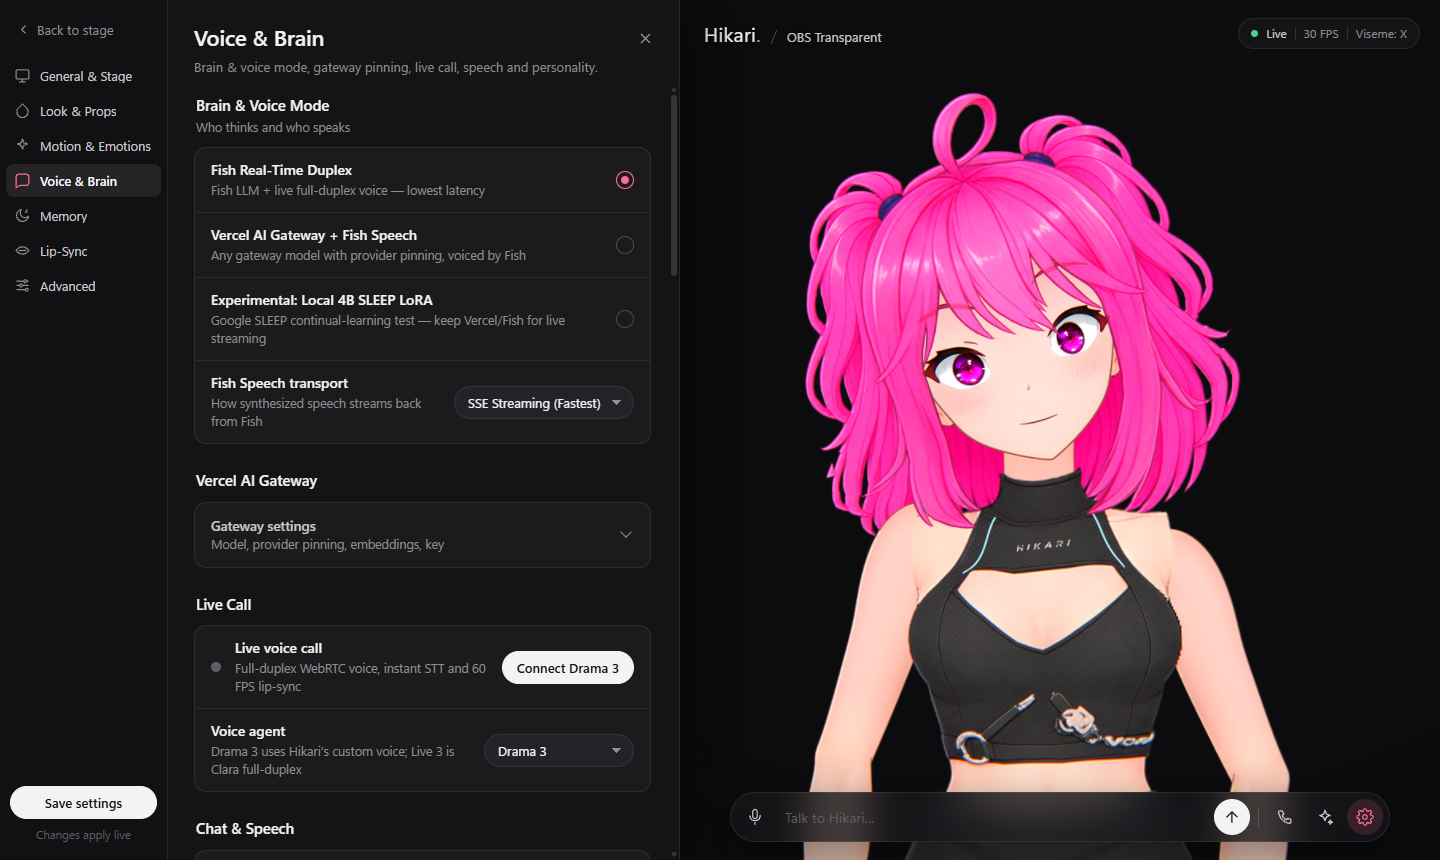 Back to stage
General & Stage
Look & Props
Motion & Emotions
Voice & Brain
Memory
Lip-Sync
Advanced
Save settings
Changes apply live
Voice & Brain
Brain & voice mode, gateway pinning, live call, speech and personality.
Brain & Voice Mode
Who thinks and who speaks
Fish Real-Time Duplex
Fish LLM + live full-duplex voice — lowest latency
Vercel AI Gateway + Fish Speech
Any gateway model with provider pinning, voiced by Fish
Experimental: Local 4B SLEEP LoRA
Google SLEEP continual-learning test — keep Vercel/Fish for live
streaming
Fish Speech transport
How synthesized speech streams back
from Fish
SSE Streaming (Fastest)
Vercel AI Gateway
Gateway settings
Model, provider pinning, embeddings, key
Live Call
Live voice call
Full-duplex WebRTC voice, instant STT and 60
FPS lip-sync
Connect Drama 3
Voice agent
Drama 3 uses Hikari's custom voice; Live 3 is
Clara full-duplex
Drama 3
Chat & Speech
Hikari. / OBS Transparent
Live | 30 FPS | Viseme: X
HIKARI
Talk to Hikari...